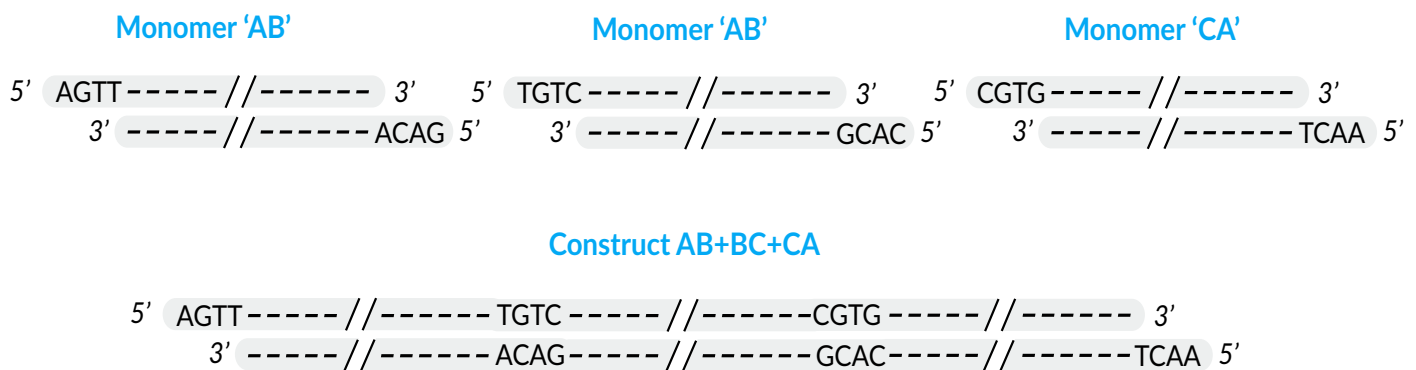 Monomer ‘AB’ Monomer ‘AB’ Monomer ‘CA’
5’ AGTT-----//------ 3’ 5’ TGTC-----//------ 3’ 5’ CGTG-----//------ 3’
3’ -----//------ACAG 5’ 3’ -----//------GCAC 5’ 3’ -----//------TCAA 5’
Construct AB+BC+CA
5’ AGTT-----//------TGTC-----//------CGTG-----//------ 3’
3’ -----//------ACAG-----//------GCAC-----//------TCAA 5’